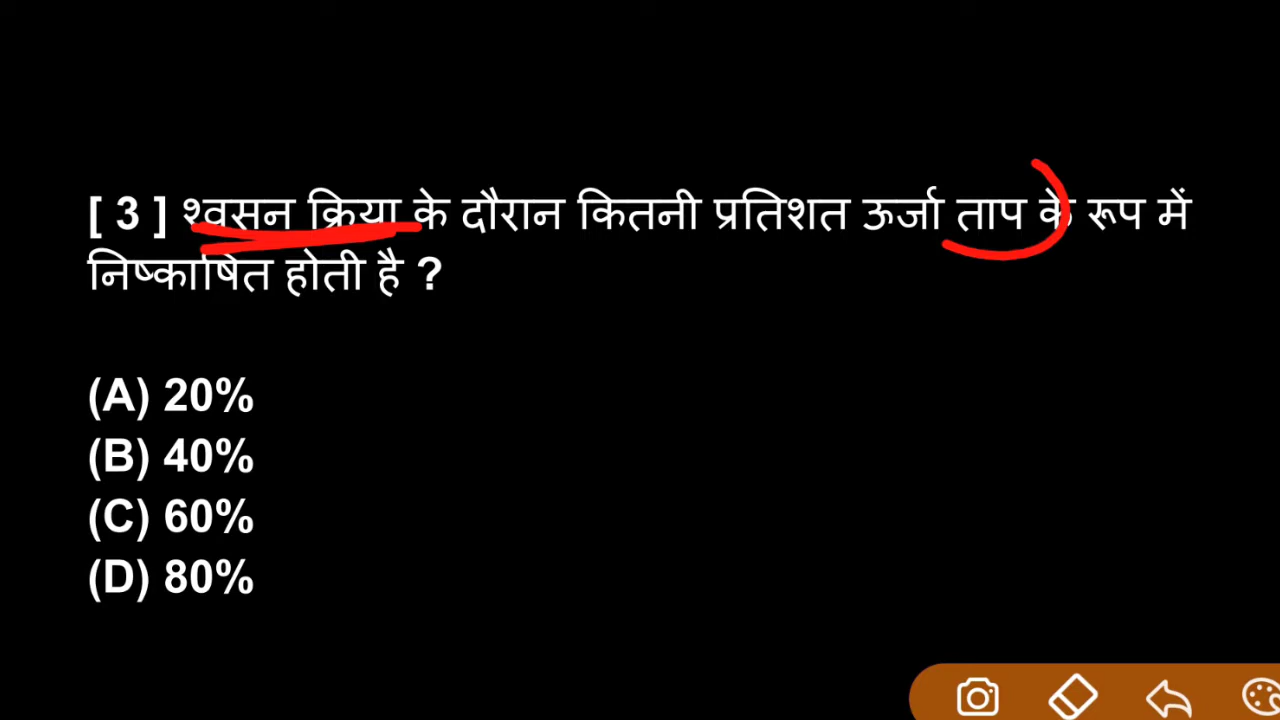 [ 3 ] श्वसन क्रिया के दौरान कितनी प्रतिशत ऊर्जा ताप के रूप में
निष्काषित होती है ?
(A) 20%
(B) 40%
(C) 60%
(D) 80%